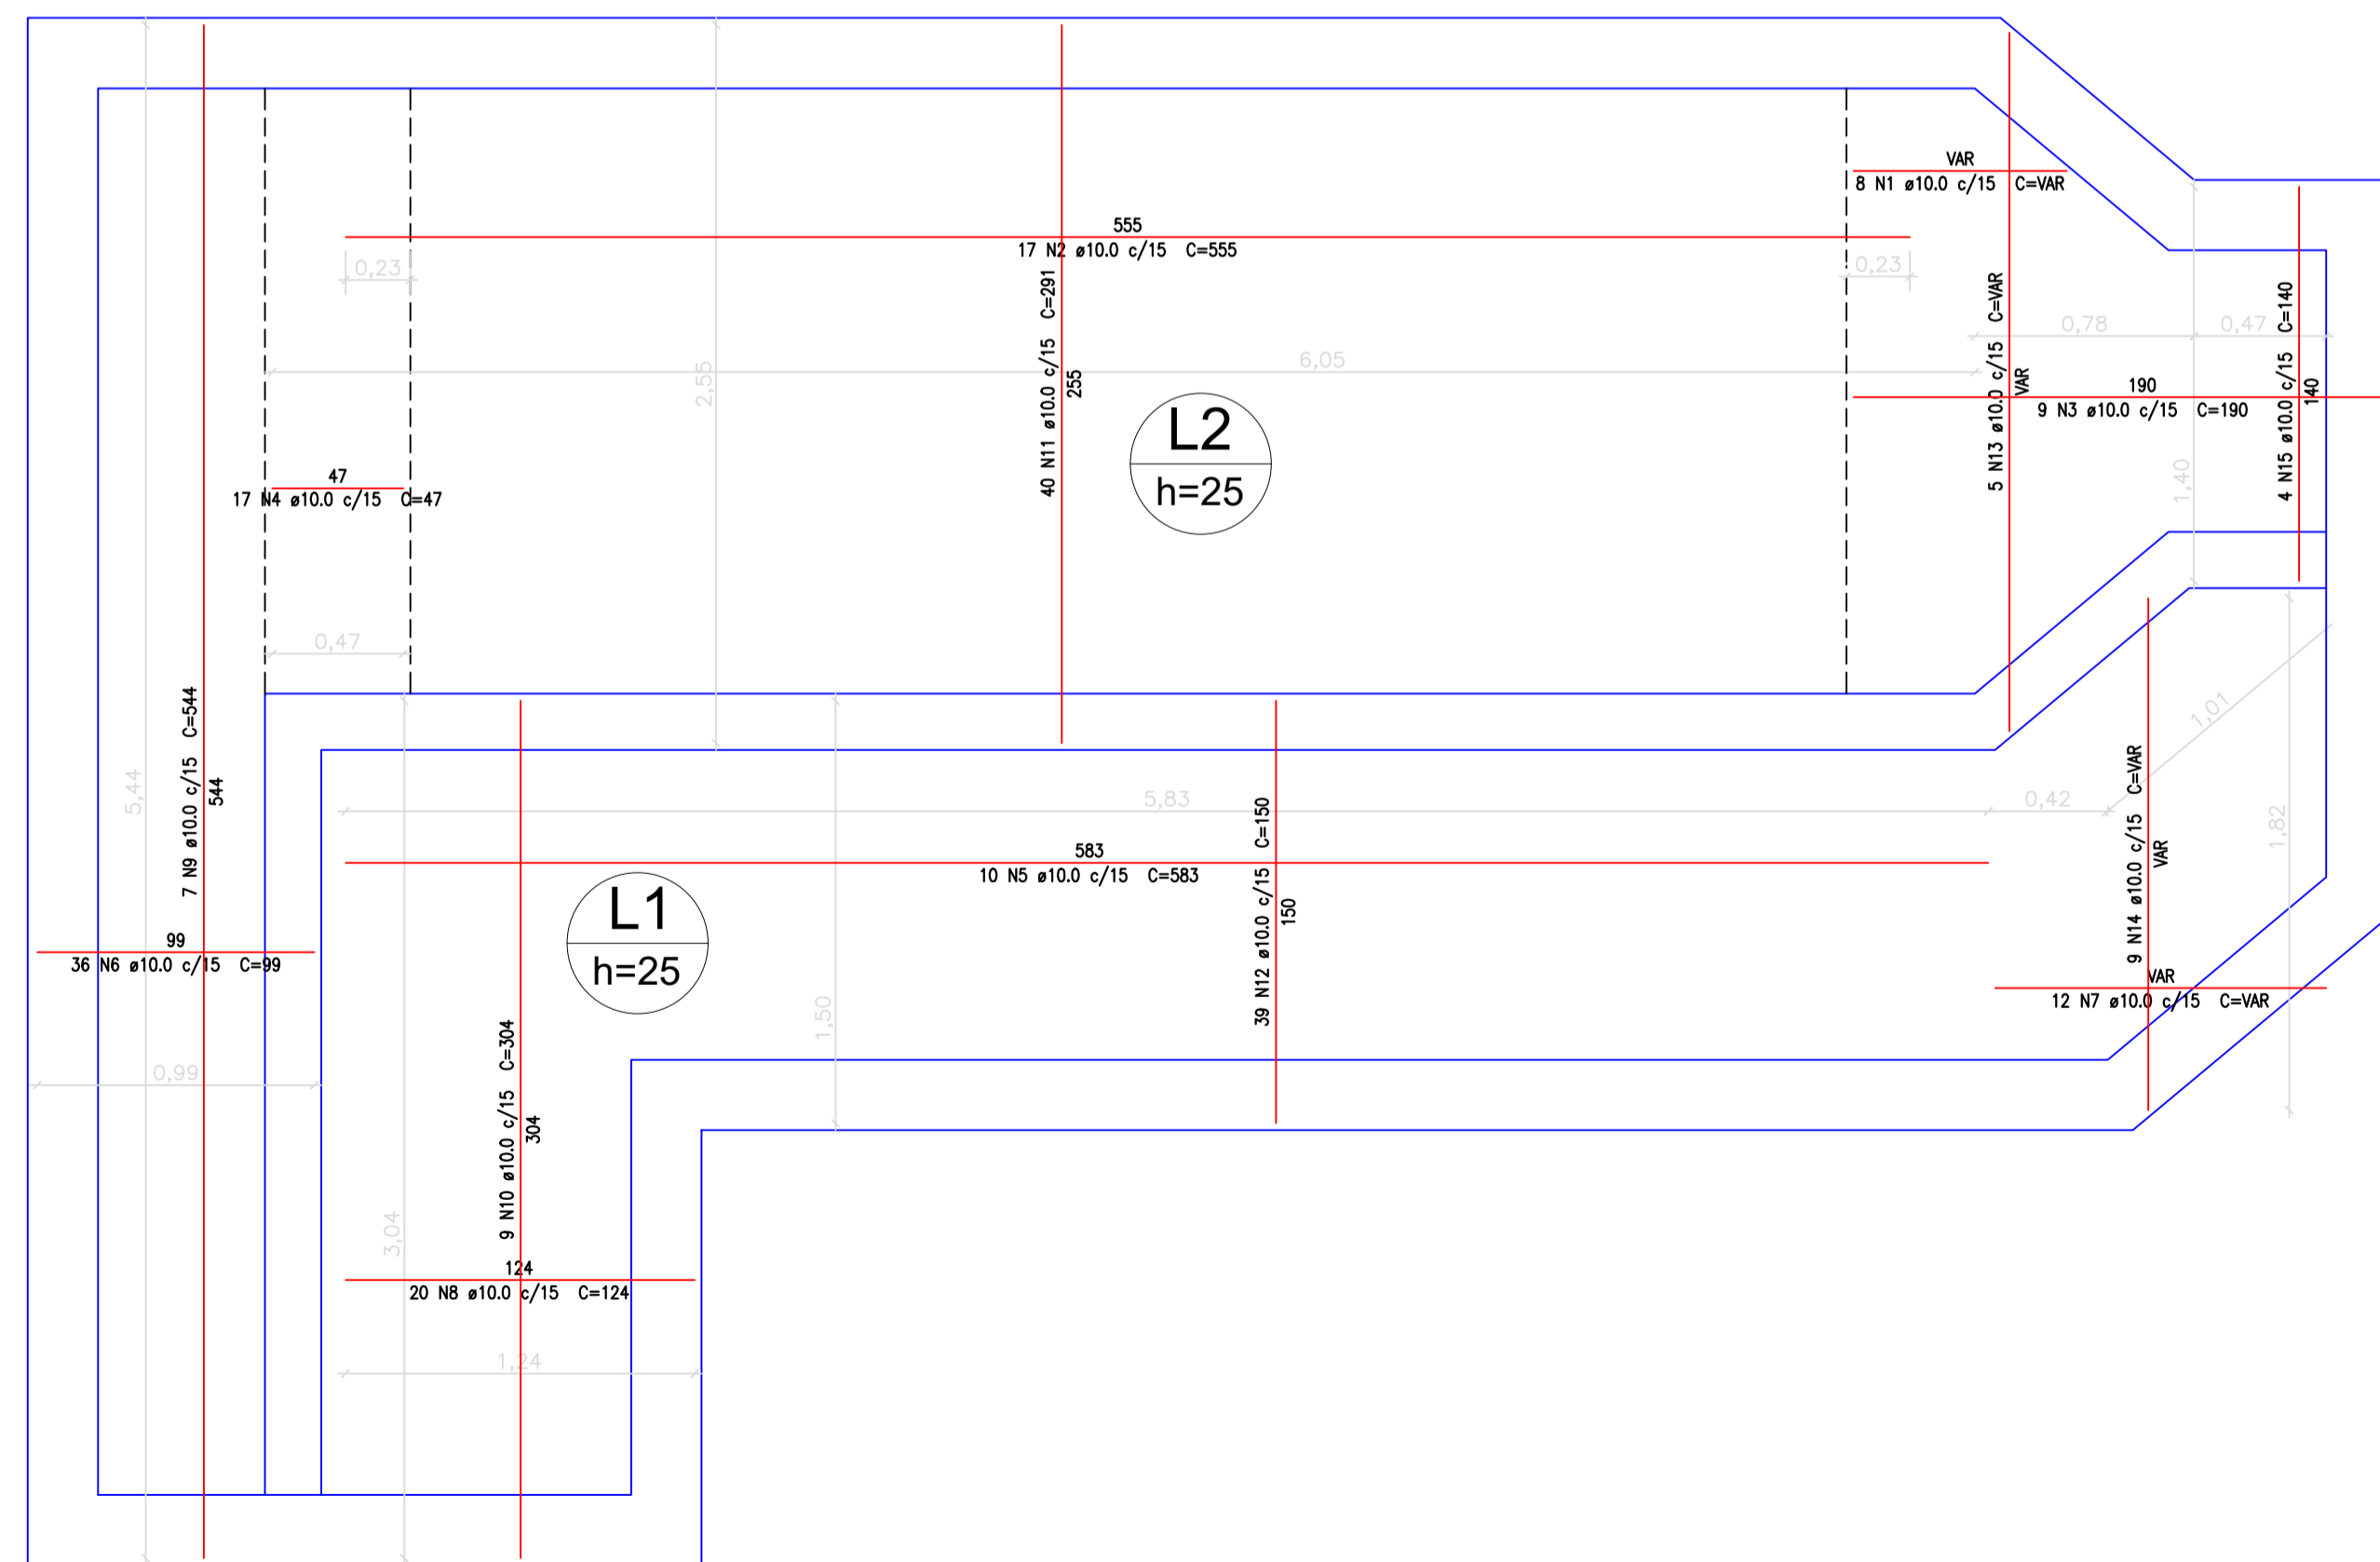 VAR
8 N1 ø10.0 c/15 C=VAR
555
17 N2 ø10.0 c/15 C=555
0,23
0,23
40 N11 ø10.0 c/15 C=291
255
2,55
6,05
5 N13 ø10.0 c/15 C=VAR
VAR
0,78
0,47
190
9 N3 ø10.0 c/15 C=190
4 N15 ø10.0 c/15 C=140
140
1,40
L2
h=25
47
17 N4 ø10.0 c/15 C=47
0,47
7 N9 ø10.0 c/15 C=544
544
5,44
5,83
0,42
1,01
1,82
583
10 N5 ø10.0 c/15 C=583
39 N12 ø10.0 c/15 C=150
150
9 N14 ø10.0 c/15 C=VAR
VAR
L1
h=25
99
36 N6 ø10.0 c/15 C=99
VAR
12 N7 ø10.0 c/15 C=VAR
1,50
0,99
9 N10 ø10.0 c/15 C=304
304
3,04
124
20 N8 ø10.0 c/15 C=124
1,24